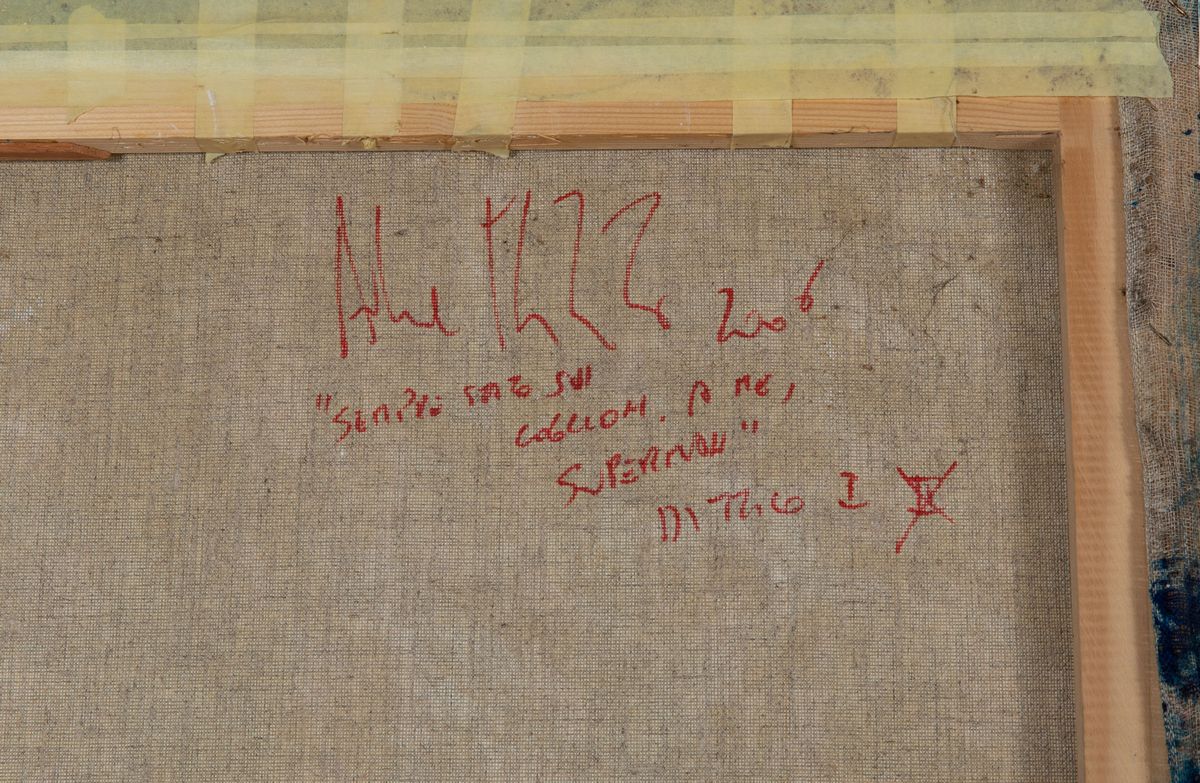 2006
"SEMPRE STATO SUI
COGLIONI. A ME,
SUPERMAN"
DITTICO I